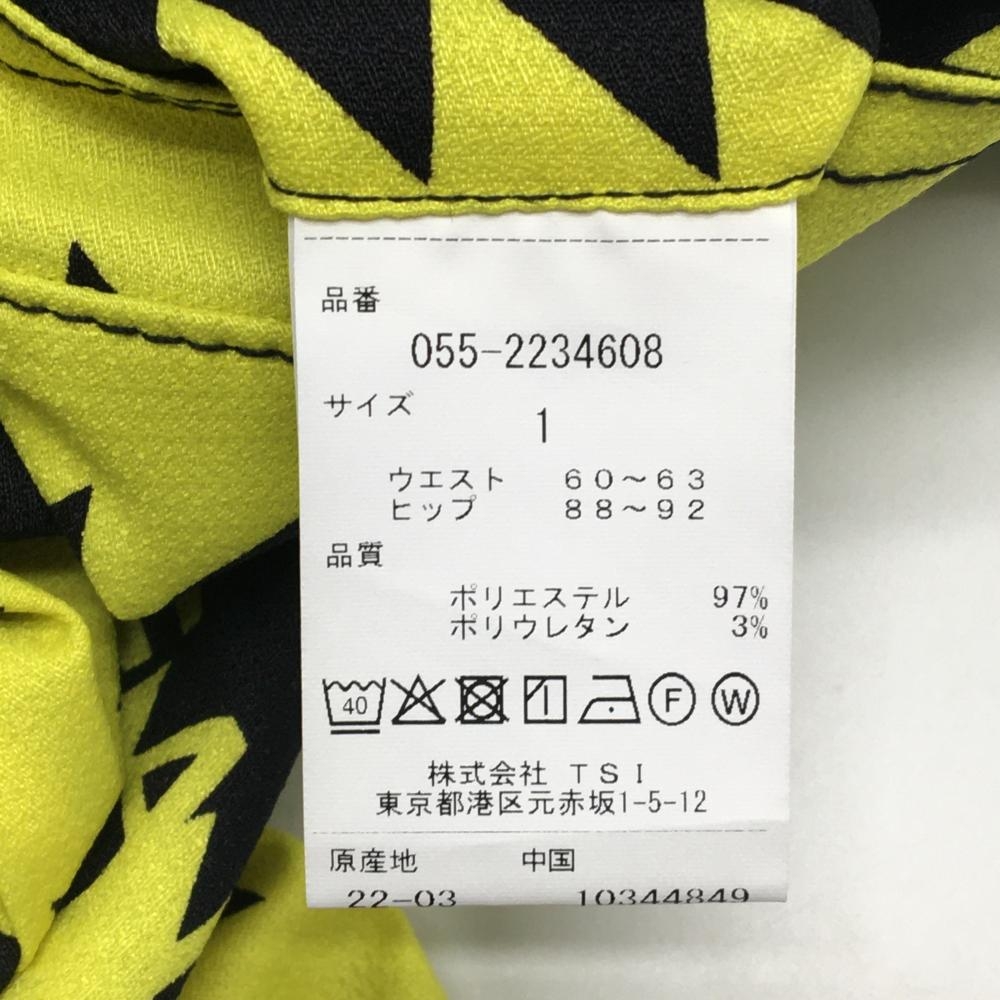 品番
055-2234608
サイズ
1
ウエスト 60～63
ヒップ 88～92
品質
ポリエステル 97%
ポリウレタン 3%
40 F W
株式会社 TSI
東京都港区元赤坂1-5-12
原産地 中国
22-03 10344849